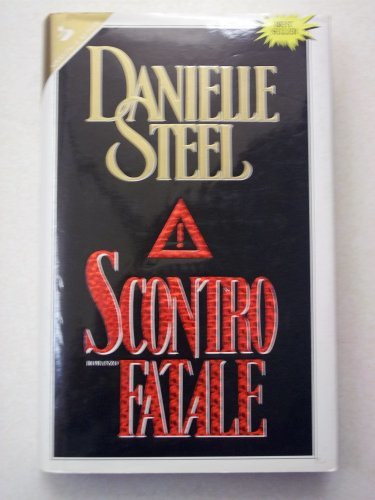 DANIELLE
STEEL
!
SCONTRO
FATALE